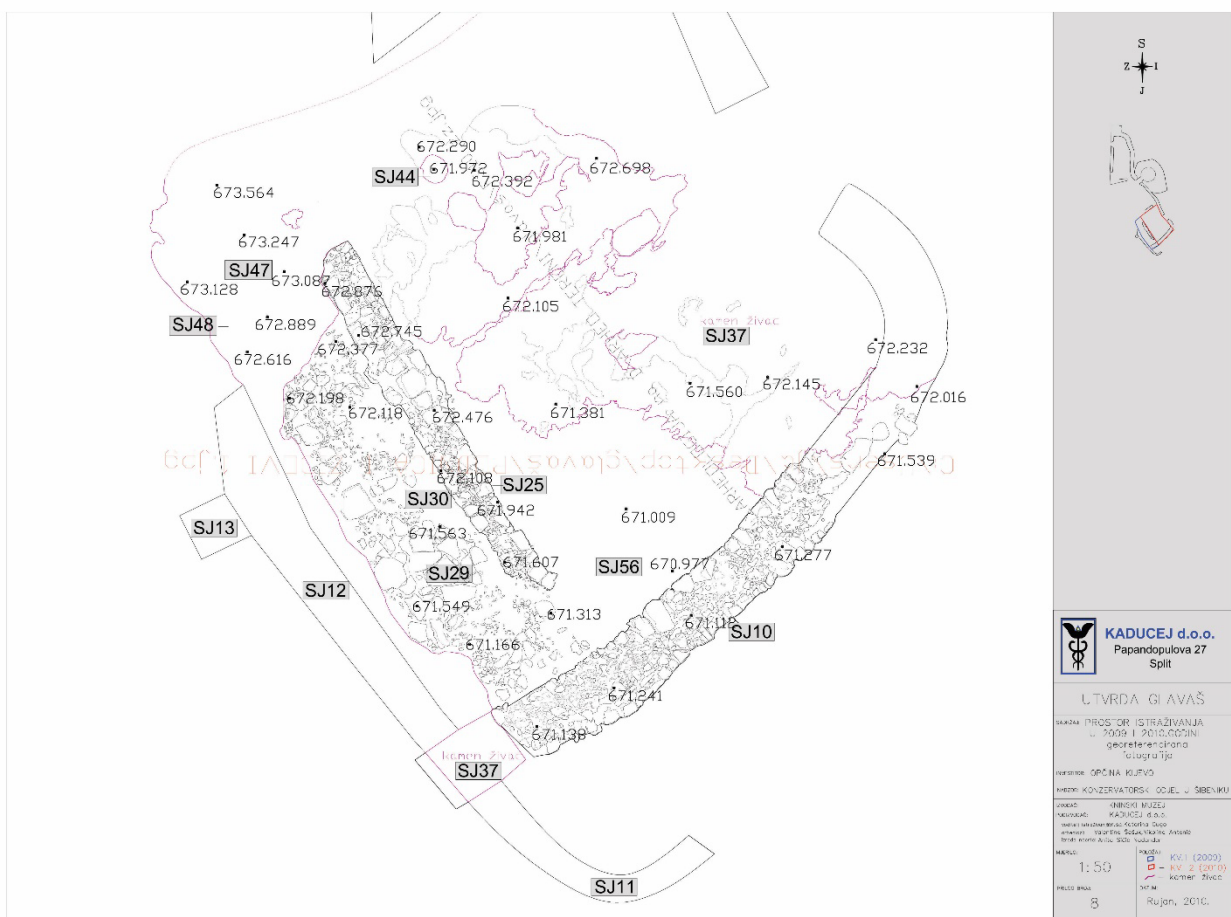 672.290
671.972
SJ44
672.392
672.698
673.564
671.981
673.247
SJ47
673.087
673.128
672.876
672.105
kamen živac
SJ37
SJ48
672.889
672.745
672.377
672.232
672.616
671.560
672.145
672.016
672.198
672.118
672.476
671.381
671.539
672.108
SJ25
SJ30
671.942
671.009
SJ13
671.563
671.277
671.607
SJ56
670.977
SJ29
SJ12
671.549
671.313
671.112
SJ10
671.166
671.241
671.138
kamen živac
SJ37
SJ11
S
Z
J
KADUCEJ d.o.o.
Papandopulova 27
Split
UTVRDA GLAVAŠ
PROSTOR ISTRAŽIVANJA
U 2009 I 2010.GODINI
georeferencirana
fotografija
OPĆINA KIJEVO
KONZERVATORSKI ODJEL U ŠIBENIKU
KNINSKI MUZEJ
KADUCEJ d.o.o.
MJERILO:
1:50
KV.1 (2009)
KV. 2 (2010)
kamen živac
8
Rujan, 2010.